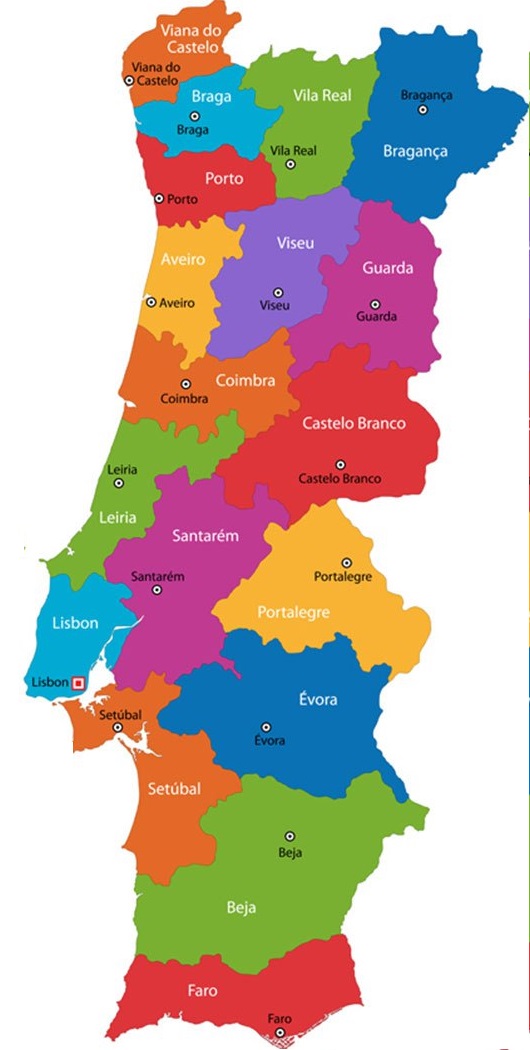 Viana do
Castelo
Viana do
Castelo
Braga
Braga
Vila Real
Vila Real
Bragança
Bragança
Porto
Porto
Aveiro
Aveiro
Viseu
Viseu
Guarda
Guarda
Coimbra
Coimbra
Castelo Branco
Castelo Branco
Leiria
Leiria
Santarém
Santarém
Portalegre
Portalegre
Lisbon
Lisbon
Évora
Évora
Setúbal
Setúbal
Beja
Beja
Faro
Faro